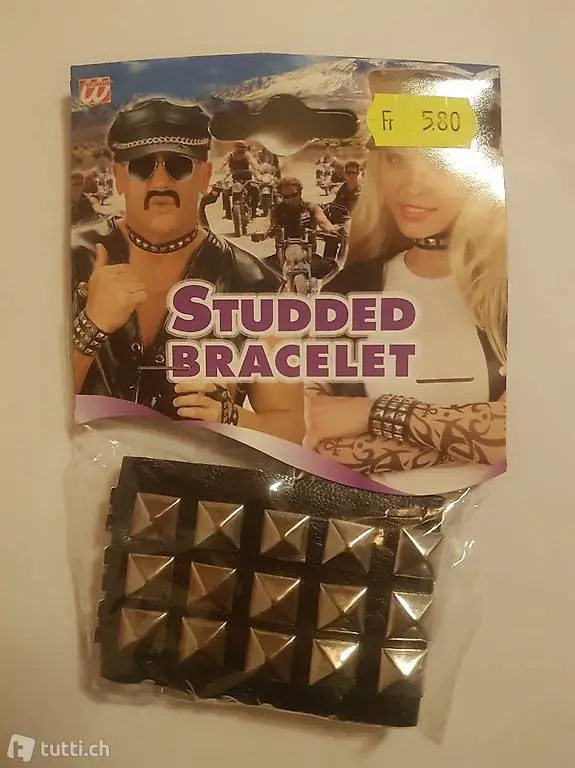 Fr 5.80
STUDDED
BRACELET
tutti.ch